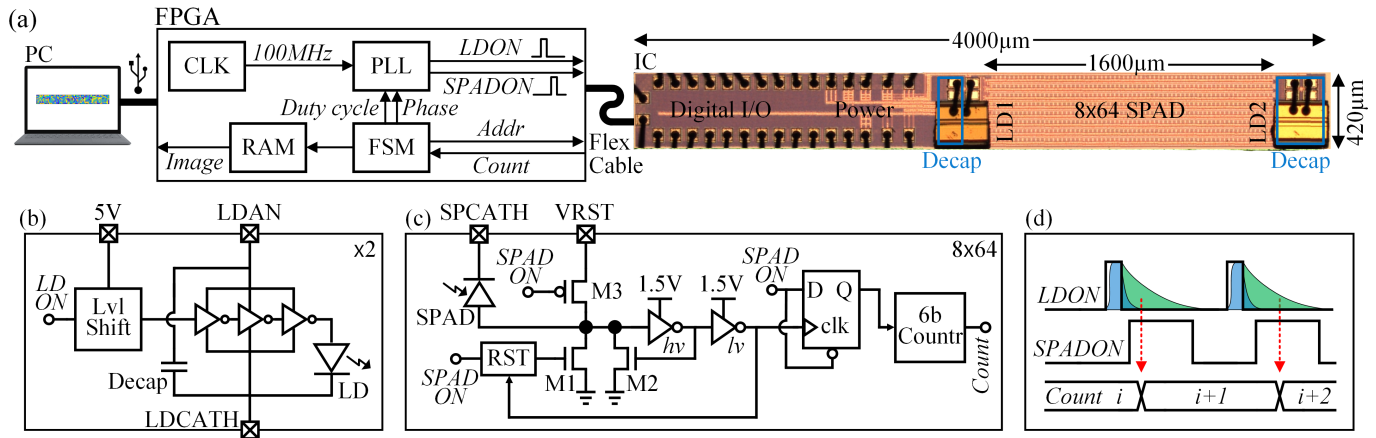 (a)
PC
FPGA
CLK
100MHz
PLL
LDON
SPADON
Duty cycle
Phase
Image
RAM
FSM
Addr
Count
Flex
Cable
IC
4000µm
1600µm
Digital I/O
Power
LD1
8x64 SPAD
LD2
420µm
Decap
Decap
(b)
5V
LDAN
x2
LD
ON
Lvl
Shift
Decap
LD
LDCATH
(c)
SPCATH
VRST
8x64
SPAD
ON
M3
SPAD
1.5V
1.5V
SPAD
ON
D
Q
clk
6b
Countr
Count
hv
lv
SPAD
ON
RST
M1
M2
(d)
LDON
SPADON
Count
i
i+1
i+2